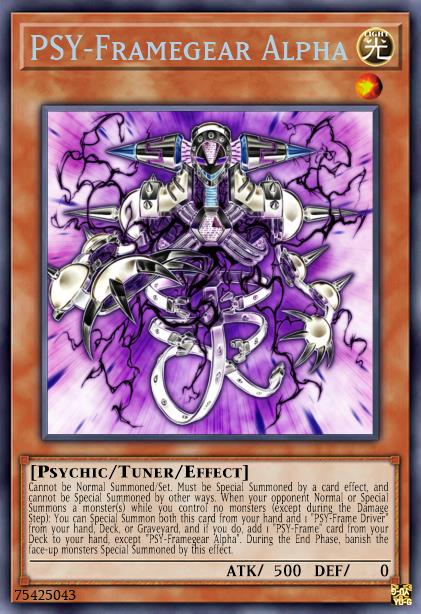 PSY-Framegear Alpha
LIGHT
光
[Psychic/Tuner/Effect]
Cannot be Normal Summoned/Set. Must be Special Summoned by a card effect, and
cannot be Special Summoned by other ways. When your opponent Normal or Special
Summons a monster(s) while you control no monsters (except during the Damage
Step): You can Special Summon both this card from your hand and 1 "PSY-Frame Driver"
from your hand, Deck, or Graveyard, and if you do, add 1 "PSY-Frame" card from your
Deck to your hand, except "PSY-Framegear Alpha". During the End Phase, banish the
face-up monsters Special Summoned by this effect.
ATK/ 500 DEF/ 0
75425043